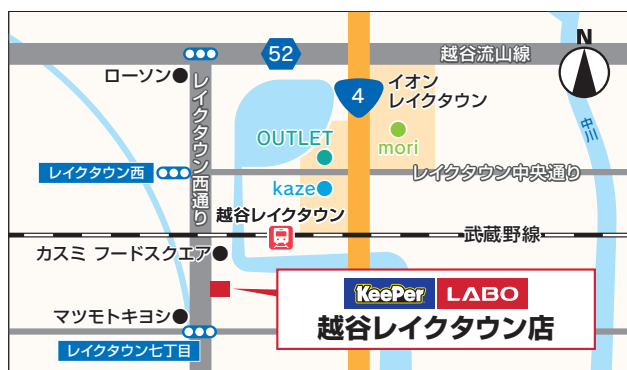 52
越谷流山線
N
ローソン
レイクタウン西通り
4
イオン
レイクタウン
OUTLET
mori
中川
レイクタウン西
レイクタウン中央通り
kaze
越谷レイクタウン
武蔵野線
カスミ フードスクエア
KeePer LABO
越谷レイクタウン店
マツモトキヨシ
レイクタウン七丁目